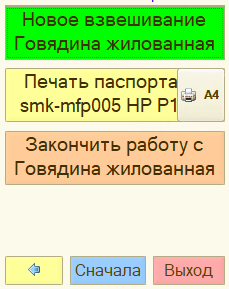 Новое взвешивание
Говядина жилованная
Печать паспорта
smk-mfp005 HP P1
A4
Закончить работу с
Говядина жилованная
Сначала
Выход